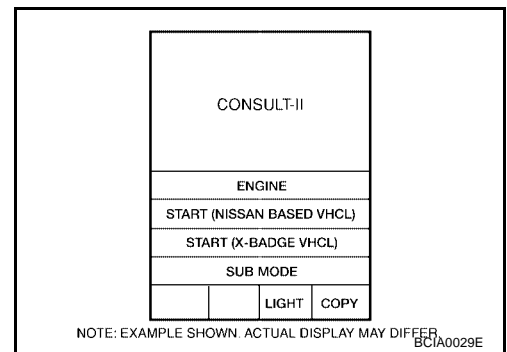 CONSULT-II
ENGINE
START (NISSAN BASED VHCL)
START (X-BADGE VHCL)
SUB MODE
LIGHT COPY
NOTE: EXAMPLE SHOWN. ACTUAL DISPLAY MAY DIFFER.
BCIA0029E